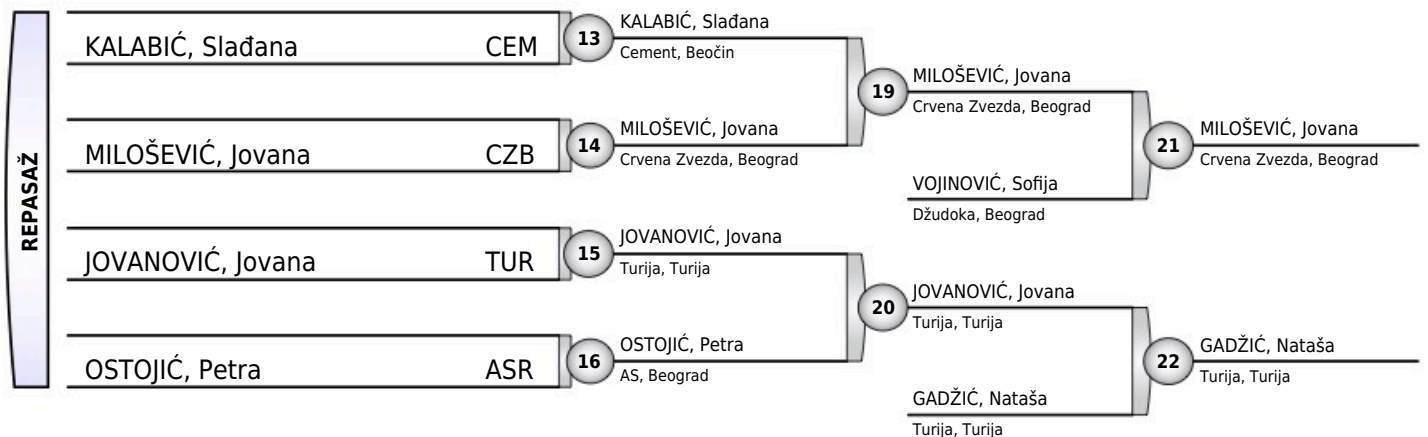 REPASAŽ
KALABIĆ, Slađana CEM
13
KALABIĆ, Slađana
Cement, Beočin
MILOŠEVIĆ, Jovana CZB
14
MILOŠEVIĆ, Jovana
Crvena Zvezda, Beograd
19
MILOŠEVIĆ, Jovana
Crvena Zvezda, Beograd
VOJINOVIĆ, Sofija
Džudoka, Beograd
21
MILOŠEVIĆ, Jovana
Crvena Zvezda, Beograd
JOVANOVIĆ, Jovana TUR
15
JOVANOVIĆ, Jovana
Turija, Turija
OSTOJIĆ, Petra ASR
16
OSTOJIĆ, Petra
AS, Beograd
20
JOVANOVIĆ, Jovana
Turija, Turija
GADŽIĆ, Nataša
Turija, Turija
22
GADŽIĆ, Nataša
Turija, Turija